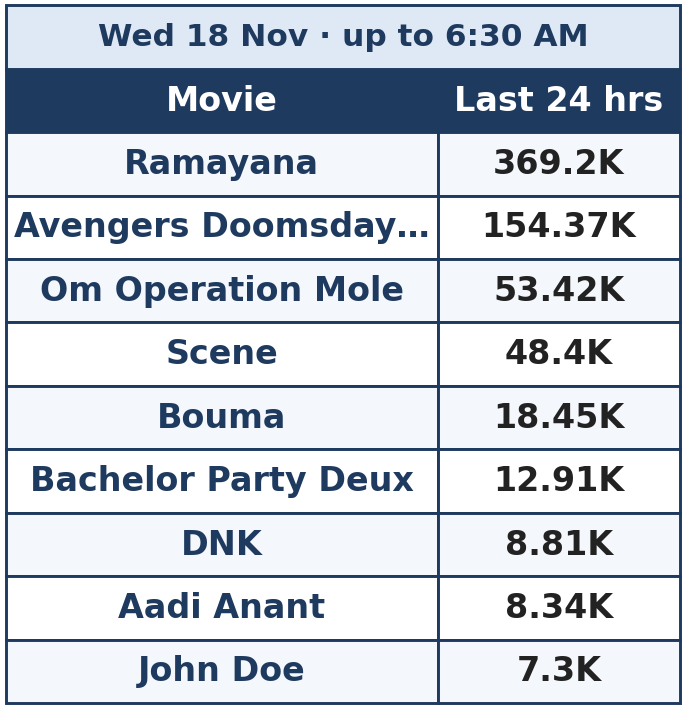 Wed 18 Nov · up to 6:30 AM
Movie Last 24 hrs
Ramayana 369.2K
Avengers Doomsday... 154.37K
Om Operation Mole 53.42K
Scene 48.4K
Bouma 18.45K
Bachelor Party Deux 12.91K
DNK 8.81K
Aadi Anant 8.34K
John Doe 7.3K